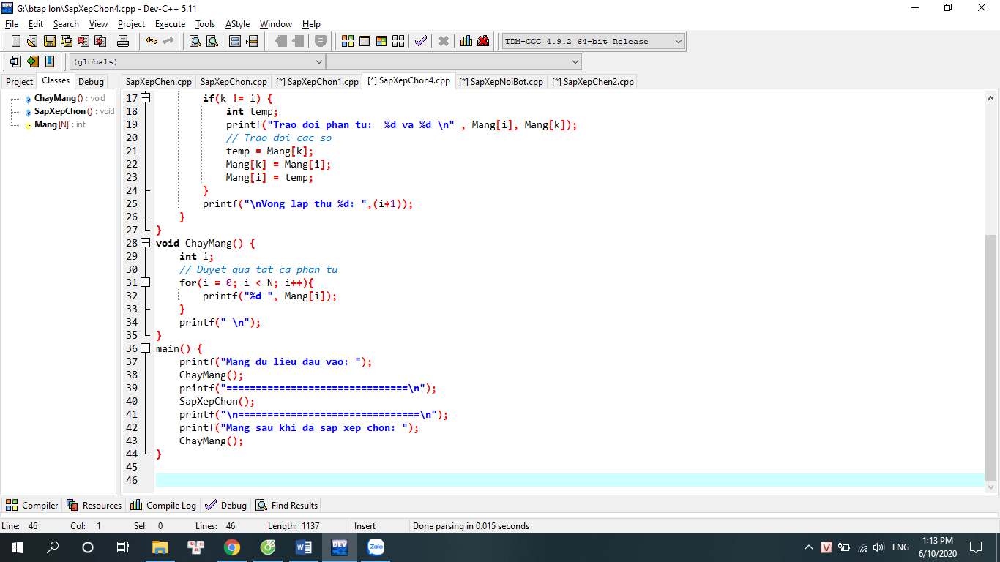 G:\btap lon\SapXepChon4.cpp - Dev-C++ 5.11
File Edit Search View Project Execute Tools AStyle Window Help
TDM-GCC 4.9.2 64-bit Release
(globals)
Project Classes Debug
SapXepChen.cpp SapXepChon.cpp [*] SapXepChon1.cpp [*] SapXepChon4.cpp [*] SapXepNoiBot.cpp [*] SapXepChen2.cpp
ChayMang () : void
SapXepChon () : void
Mang [N] : int
17 if(k != i) {
18 int temp;
19 printf("Trao doi phan tu:  %d va %d \n" , Mang[i], Mang[k]);
20 // Trao doi cac so
21 temp = Mang[k];
22 Mang[k] = Mang[i];
23 Mang[i] = temp;
24 }
25 printf("\nVong lap thu %d: ",(i+1));
26 }
27 }
28 void ChayMang() {
29 int i;
30 // Duyet qua tat ca phan tu
31 for(i = 0; i < N; i++){
32 printf("%d ", Mang[i]);
33 }
34 printf(" \n");
35 }
36 main() {
37 printf("Mang du lieu dau vao: ");
38 ChayMang();
39 printf("===============================\n");
40 SapXepChon();
41 printf("\n===============================\n");
42 printf("Mang sau khi da sap xep chon: ");
43 ChayMang();
44 }
45
46
Compiler Resources Compile Log Debug Find Results
Line: 46 Col: 1 Sel: 0 Lines: 46 Length: 1137 Insert Done parsing in 0.015 seconds
DEV
Zalo
V
ENG
1:13 PM
6/10/2020